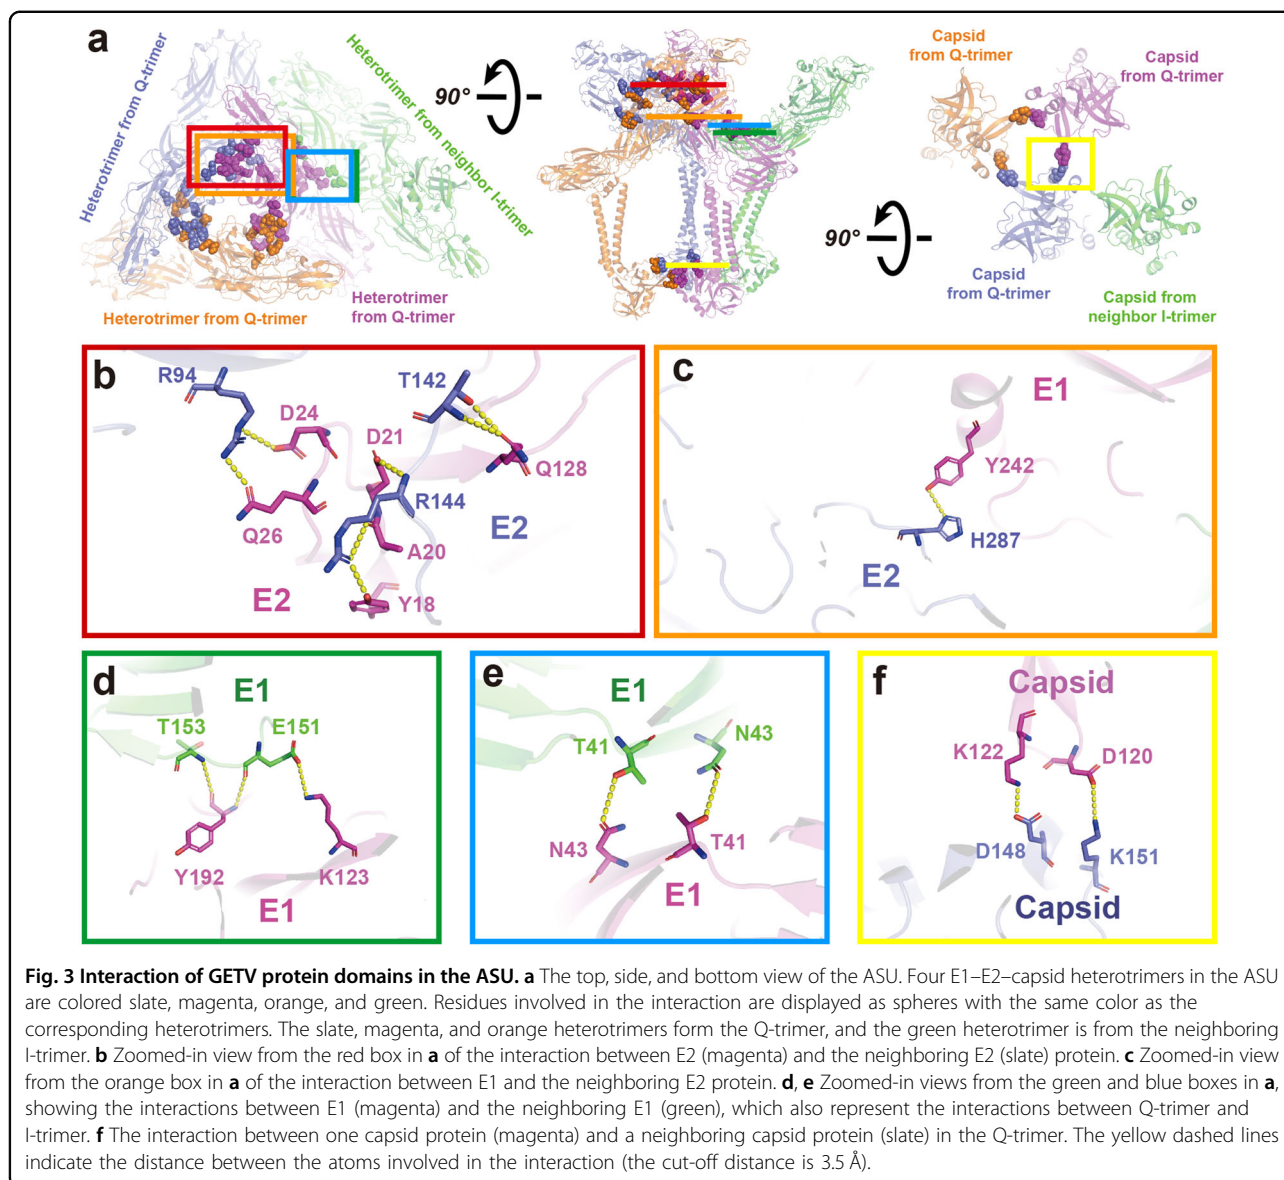 a
Heterotrimer from Q-trimer
Heterotrimer from neighbor I-trimer
90°
Capsid
from Q-trimer
Capsid
from Q-trimer
90°
Heterotrimer from Q-trimer
Heterotrimer
from Q-trimer
Capsid
from Q-trimer
Capsid from
neighbor I-trimer
b
R94
T142
D24
D21
Q128
Q26
R144
A20
E2
E2
Y18
c
E1
Y242
H287
E2
d
E1
T153
E151
Y192
K123
E1
e
E1
T41
N43
N43
T41
E1
f
Capsid
K122
D120
D148
K151
Capsid
Fig. 3 Interaction of GETV protein domains in the ASU. a The top, side, and bottom view of the ASU. Four E1–E2–capsid heterotrimers in the ASU
are colored slate, magenta, orange, and green. Residues involved in the interaction are displayed as spheres with the same color as the
corresponding heterotrimers. The slate, magenta, and orange heterotrimers form the Q-trimer, and the green heterotrimer is from the neighboring
I-trimer. b Zoomed-in view from the red box in a of the interaction between E2 (magenta) and the neighboring E2 (slate) protein. c Zoomed-in view
from the orange box in a of the interaction between E1 and the neighboring E2 protein. d, e Zoomed-in views from the green and blue boxes in a,
showing the interactions between E1 (magenta) and the neighboring E1 (green), which also represent the interactions between Q-trimer and
I-trimer. f The interaction between one capsid protein (magenta) and a neighboring capsid protein (slate) in the Q-trimer. The yellow dashed lines
indicate the distance between the atoms involved in the interaction (the cut-off distance is 3.5 Å).